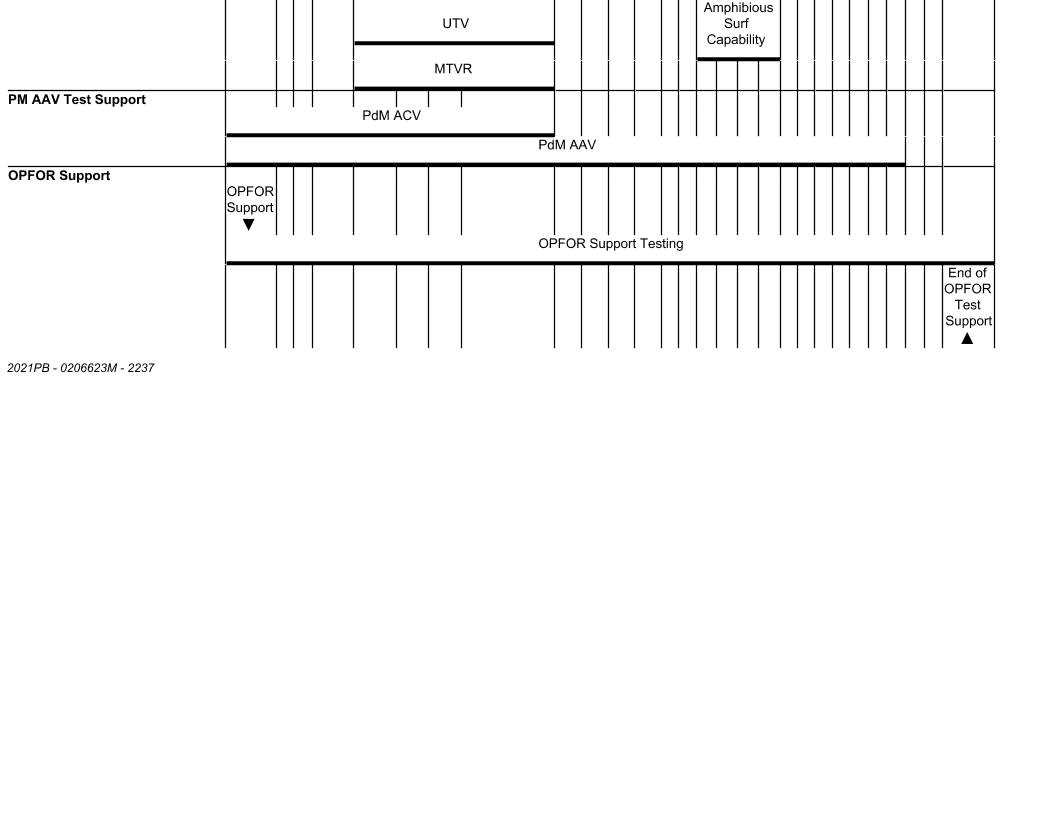 UTV
Amphibious
Surf
Capability
MTVR
PM AAV Test Support
PdM ACV
PdM AAV
OPFOR Support
OPFOR
Support
OPFOR Support Testing
End of
OPFOR
Test
Support
2021PB - 0206623M - 2237